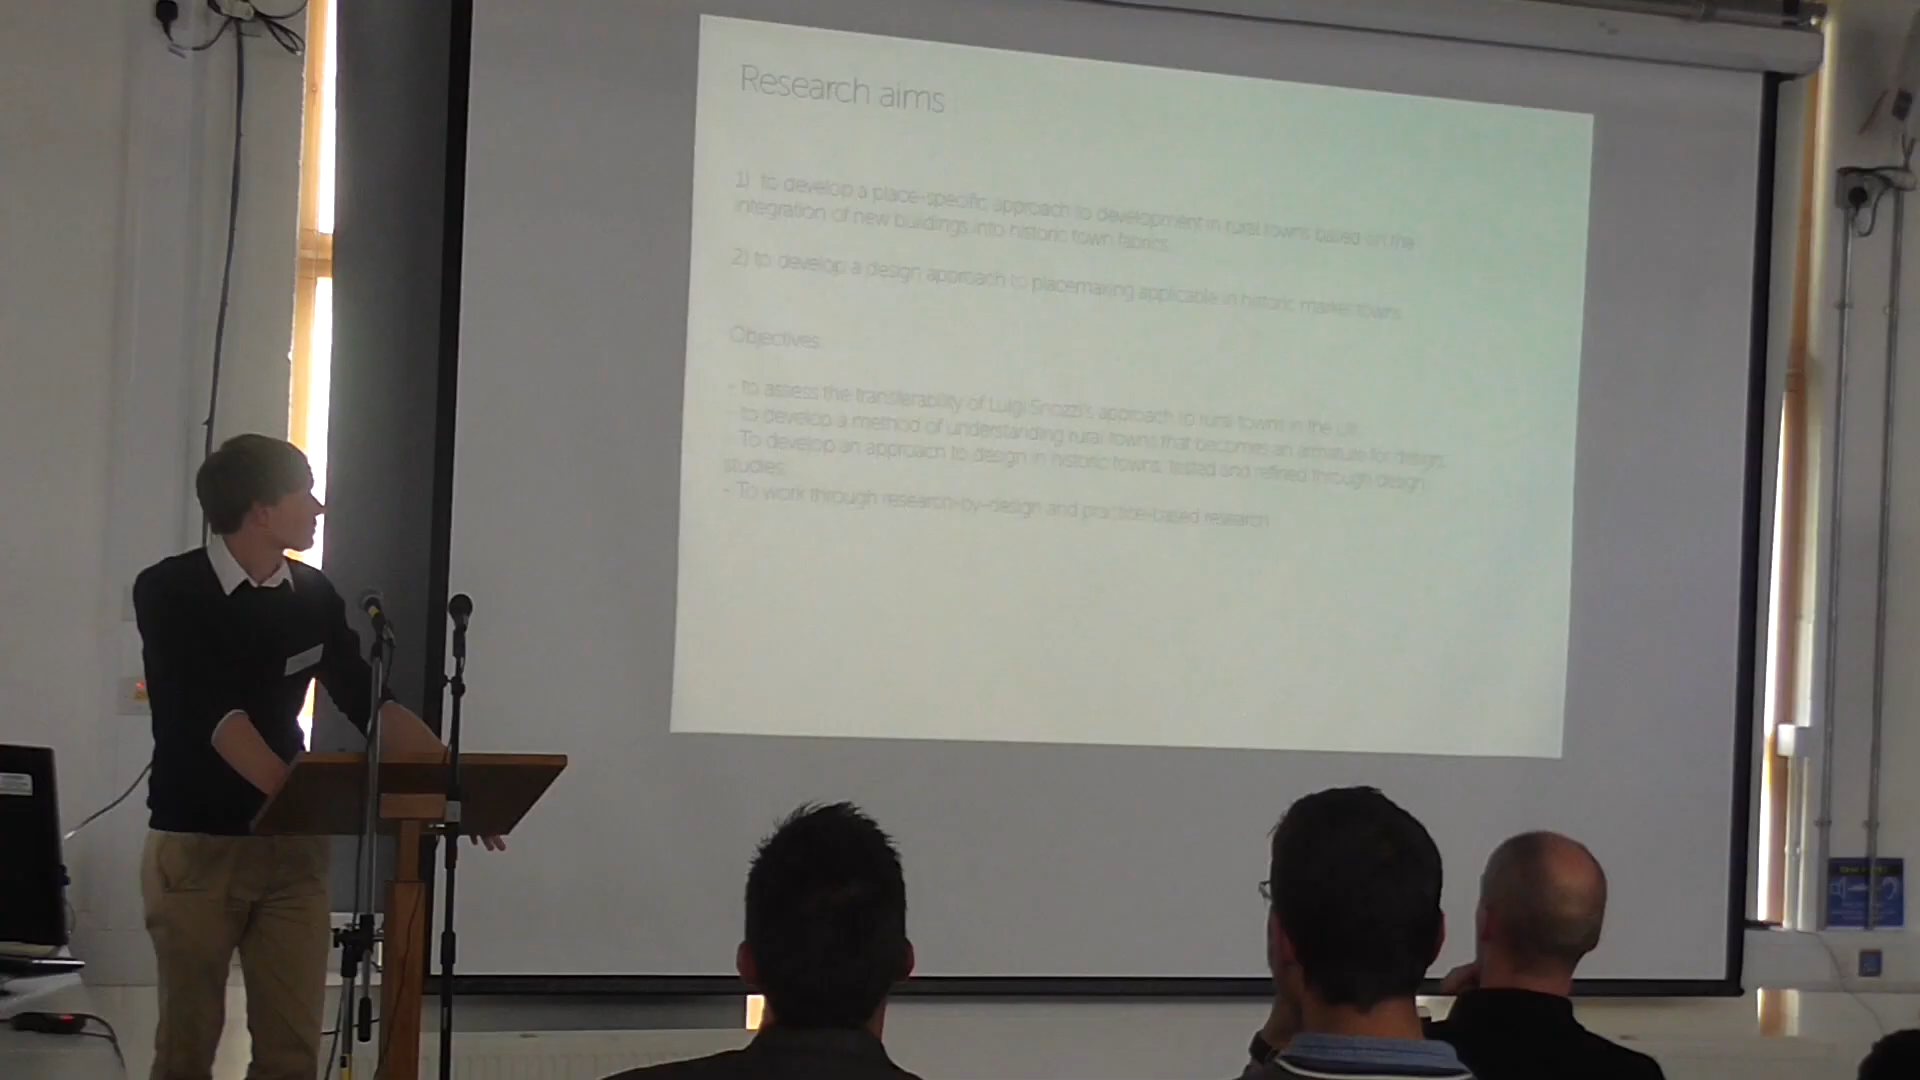 Research aims
1) to develop a place-specific approach to development in rural towns based on the
integration of new buildings into historic town fabrics
2) to develop a design approach to placemaking applicable in historic market towns
Objectives
- to assess the transferability of Luigi Snozzi's approach to rural towns in the UK
- to develop a method of understanding rural towns that becomes an armature for design
To develop an approach to design in historic towns, tested and refined through design
studies.
- To work through research-by-design and practice-based research